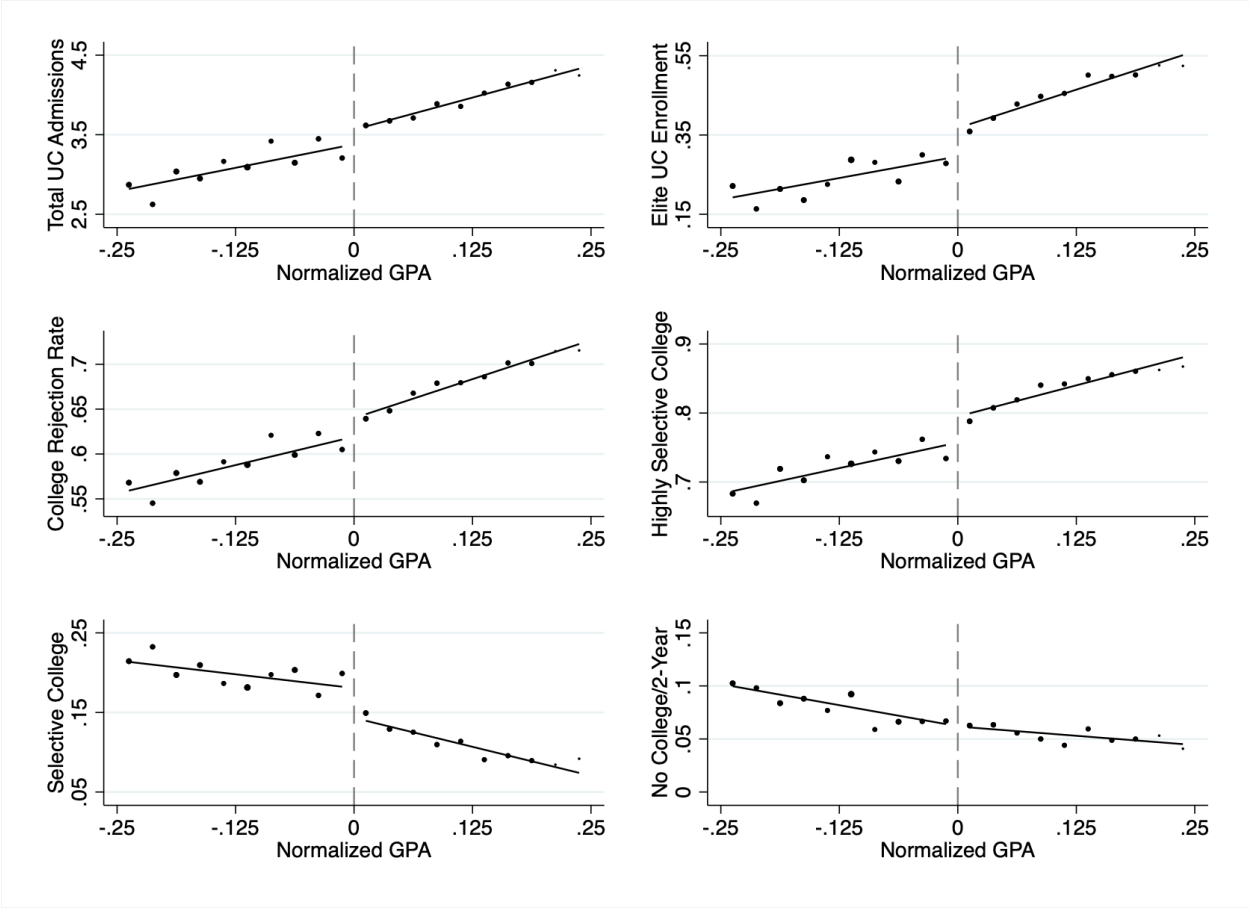 Total UC Admissions
4.5
3.5
2.5
-.25 -.125 0 .125 .25
Normalized GPA
Elite UC Enrollment
.55
.35
.15
-.25 -.125 0 .125 .25
Normalized GPA
College Rejection Rate
.7
.65
.6
.55
-.25 -.125 0 .125 .25
Normalized GPA
Highly Selective College
.9
.8
.7
-.25 -.125 0 .125 .25
Normalized GPA
Selective College
.25
.15
.05
-.25 -.125 0 .125 .25
Normalized GPA
No College/2-Year
.15
.1
.05
0
-.25 -.125 0 .125 .25
Normalized GPA